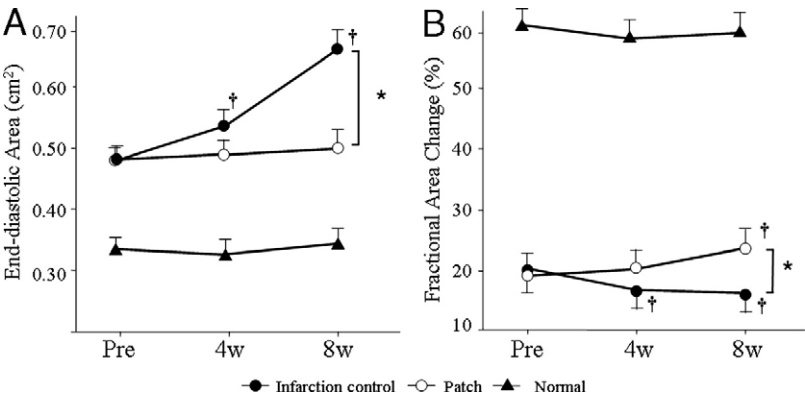 A
End-diastolic Area (cm²)
0.70
0.60
0.50
0.40
0.30
†
†
*
Pre 4w 8w
B
Fractional Area Change (%)
60
50
40
30
20
10
†
†
†
*
Pre 4w 8w
Infarction control Patch Normal